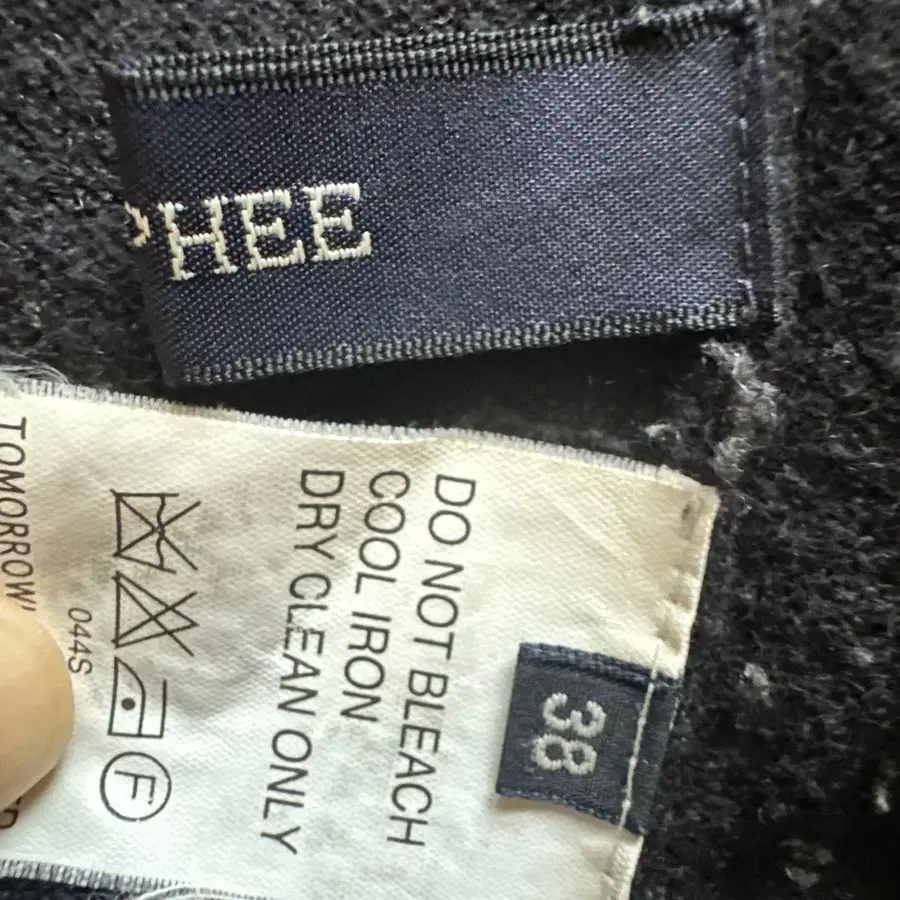 PHEE
DO NOT BLEACH
COOL IRON
DRY CLEAN ONLY
F
044S
TOMORROW
38